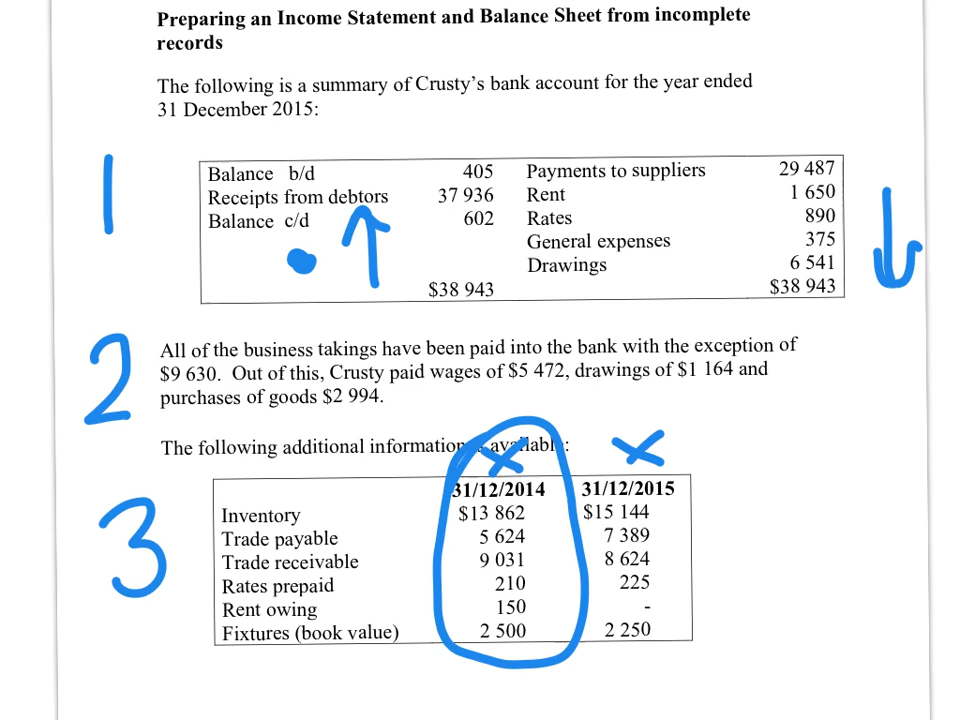 Preparing an Income Statement and Balance Sheet from incomplete
records
The following is a summary of Crusty's bank account for the year ended
31 December 2015:
1
Balance b/d 405 Payments to suppliers 29 487
Receipts from debtors 37 936 Rent 1 650
Balance c/d 602 Rates 890
General expenses 375
Drawings 6 541
$38 943 $38 943
2
All of the business takings have been paid into the bank with the exception of
$9 630. Out of this, Crusty paid wages of $5 472, drawings of $1 164 and
purchases of goods $2 994.
The following additional information available:
3
31/12/2014 31/12/2015
Inventory $13 862 $15 144
Trade payable 5 624 7 389
Trade receivable 9 031 8 624
Rates prepaid 210 225
Rent owing 150 -
Fixtures (book value) 2 500 2 250